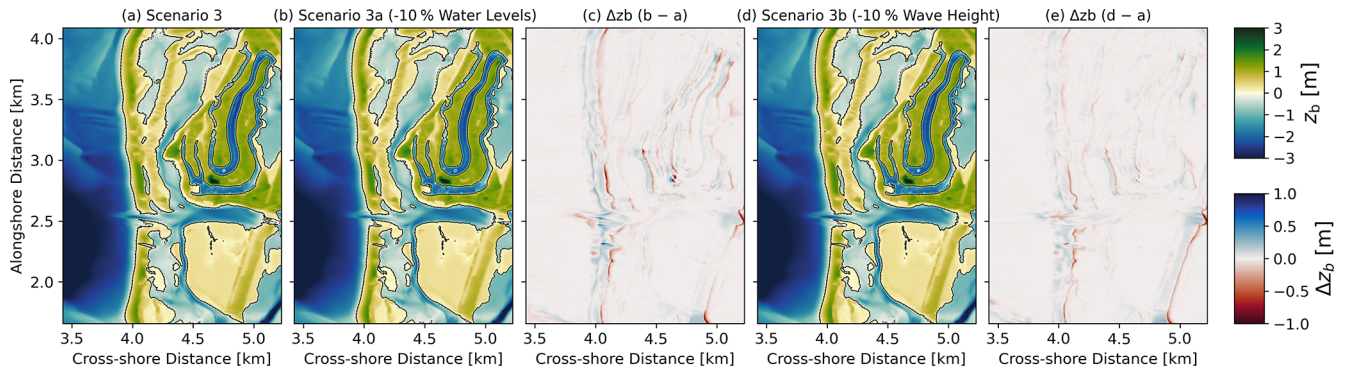 (a) Scenario 3
(b) Scenario 3a (-10 % Water Levels)
(c) Δzb (b − a)
(d) Scenario 3b (-10 % Wave Height)
(e) Δzb (d − a)
Alongshore Distance [km]
4.0
3.5
3.0
2.5
2.0
3.5 4.0 4.5 5.0
Cross-shore Distance [km]
3.5 4.0 4.5 5.0
Cross-shore Distance [km]
3.5 4.0 4.5 5.0
Cross-shore Distance [km]
3.5 4.0 4.5 5.0
Cross-shore Distance [km]
3.5 4.0 4.5 5.0
Cross-shore Distance [km]
3
2
1
0
−1
−2
−3
z_b [m]
1.0
0.5
0.0
−0.5
−1.0
Δz_b [m]